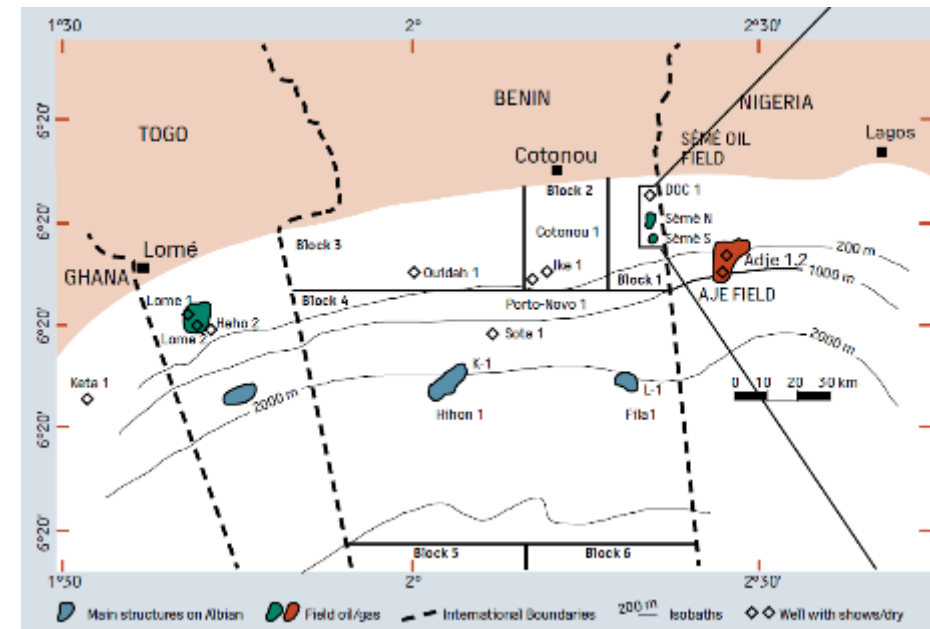 1°30
2°
2°30'
6°20'
6°20'
6°20'
6°20'
6°20'
BENIN
NIGERIA
TOGO
Lagos
SÈMÈ OIL
FIELD
Cotonou
Block 2
DOC 1
Sèmè N
Cotonou 1
Sèmè S
Block 3
Lomé
200 m
GHANA
Ouidah 1
Ike 1
Block 1
Adje 1.2
1000 m
Block 4
Porto-Novo 1
AJE FIELD
Lome 1
Haho 2
Lome 2
Sota 1
2000 m
Keta 1
K-1
0 10 20 30 km
L-1
2000 m
Hihon 1
Fila1
Block 5
Block 6
1°30
2°
2°30'
Main structures on Albian
Field oil/gas
International Boundaries
200 m
Isobaths
Well with shows/dry